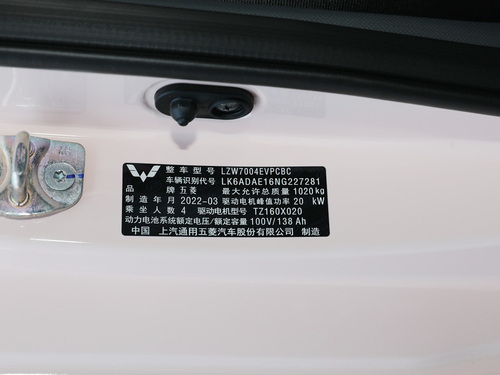 整车型号 LZW7004EVPCBC
车辆识别代号 LK6ADAE16NG227281
品 牌 五菱 最大允许总质量 1020kg
制造年月 2022-03 驱动电机峰值功率 20 kW
乘坐人数 4 驱动电机型号 TZ160X020
动力电池系统额定电压/额定容量 100V/138 Ah
中国 上汽通用五菱汽车股份有限公司 制造